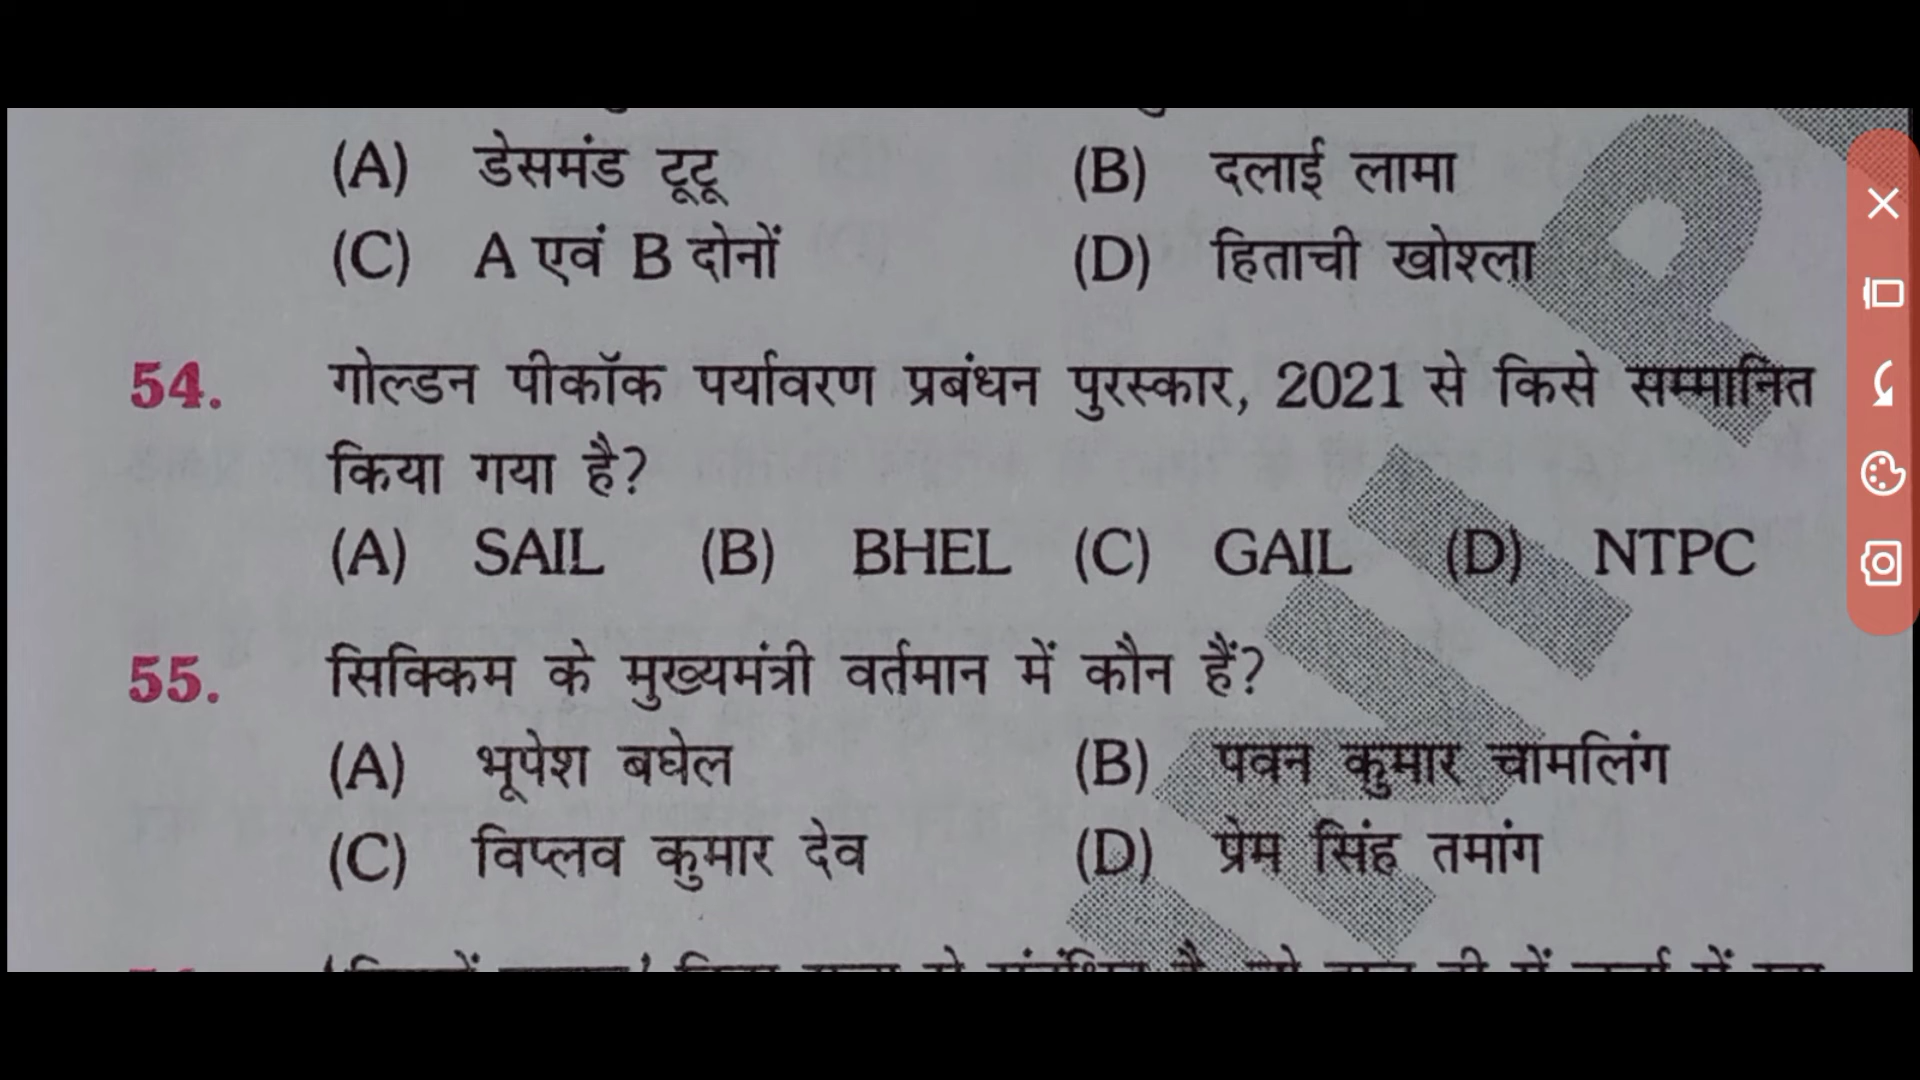 (A) डेसमंड टूटू (B) दलाई लामा
(C) A एवं B दोनों (D) हिताची खोश्ला
54. गोल्डन पीकॉक पर्यावरण प्रबंधन पुरस्कार, 2021 से किसे सम्मानित
किया गया है?
(A) SAIL (B) BHEL (C) GAIL (D) NTPC
55. सिक्किम के मुख्यमंत्री वर्तमान में कौन हैं?
(A) भूपेश बघेल (B) पवन कुमार चामलिंग
(C) विप्लव कुमार देव (D) प्रेम सिंह तमांग